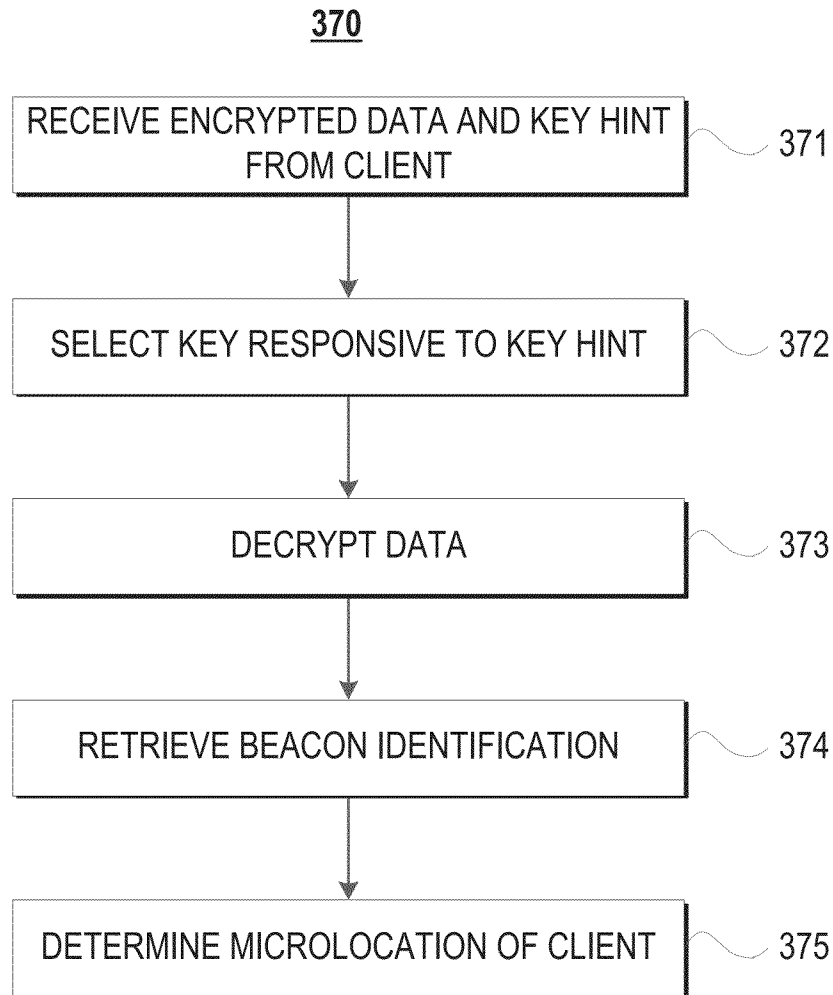 370
RECEIVE ENCRYPTED DATA AND KEY HINT
FROM CLIENT
371
SELECT KEY RESPONSIVE TO KEY HINT
372
DECRYPT DATA
373
RETRIEVE BEACON IDENTIFICATION
374
DETERMINE MICROLOCATION OF CLIENT
375